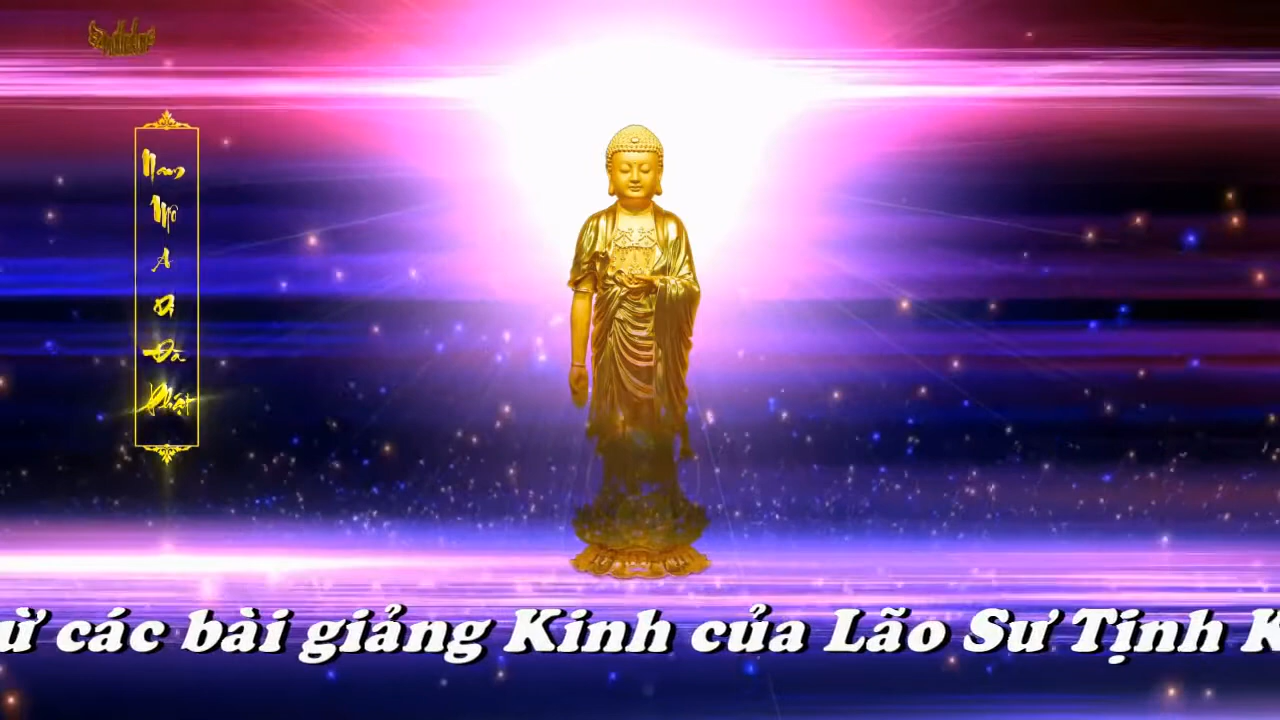 Nam
Mô
A
Di
Đà
Phật
ừ các bài giảng Kinh của Lão Sư Tịnh K